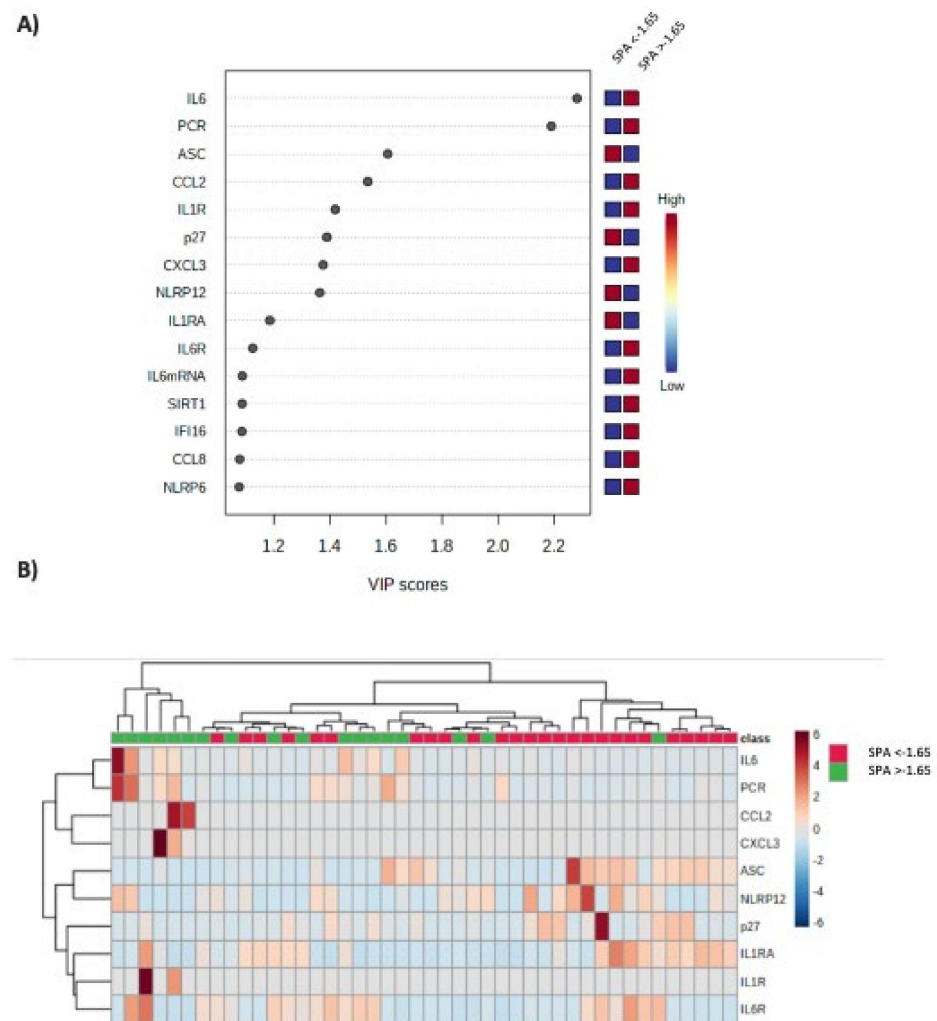 A)
SPA <-1.65
SPA >-1.65
IL6
PCR
ASC
CCL2
IL1R
p27
CXCL3
NLRP12
IL1RA
IL6R
IL6mRNA
SIRT1
IFI16
CCL8
NLRP6
High
Low
1.2 1.4 1.6 1.8 2.0 2.2
VIP scores
B)
class
IL6
PCR
CCL2
CXCL3
ASC
NLRP12
p27
IL1RA
IL1R
IL6R
6
4
2
0
-2
-4
-6
SPA <-1.65
SPA >-1.65